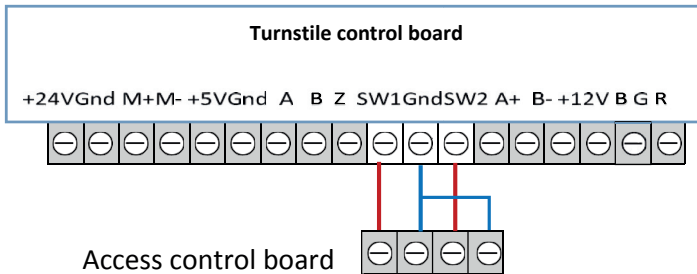 Turnstile control board
+24VGnd M+M- +5VGnd A B Z SW1GndSW2 A+ B- +12V B G R
Access control board